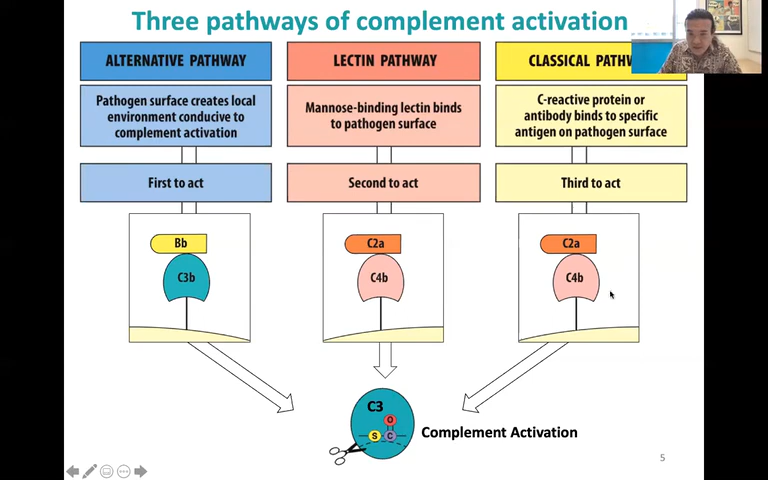 Three pathways of complement activation
ALTERNATIVE PATHWAY
Pathogen surface creates local
environment conducive to
complement activation
First to act
Bb
C3b
LECTIN PATHWAY
Mannose-binding lectin binds
to pathogen surface
Second to act
C2a
C4b
CLASSICAL PATHW
C-reactive protein or
antibody binds to specific
antigen on pathogen surface
Third to act
C2a
C4b
C3
O
S C
Complement Activation
5